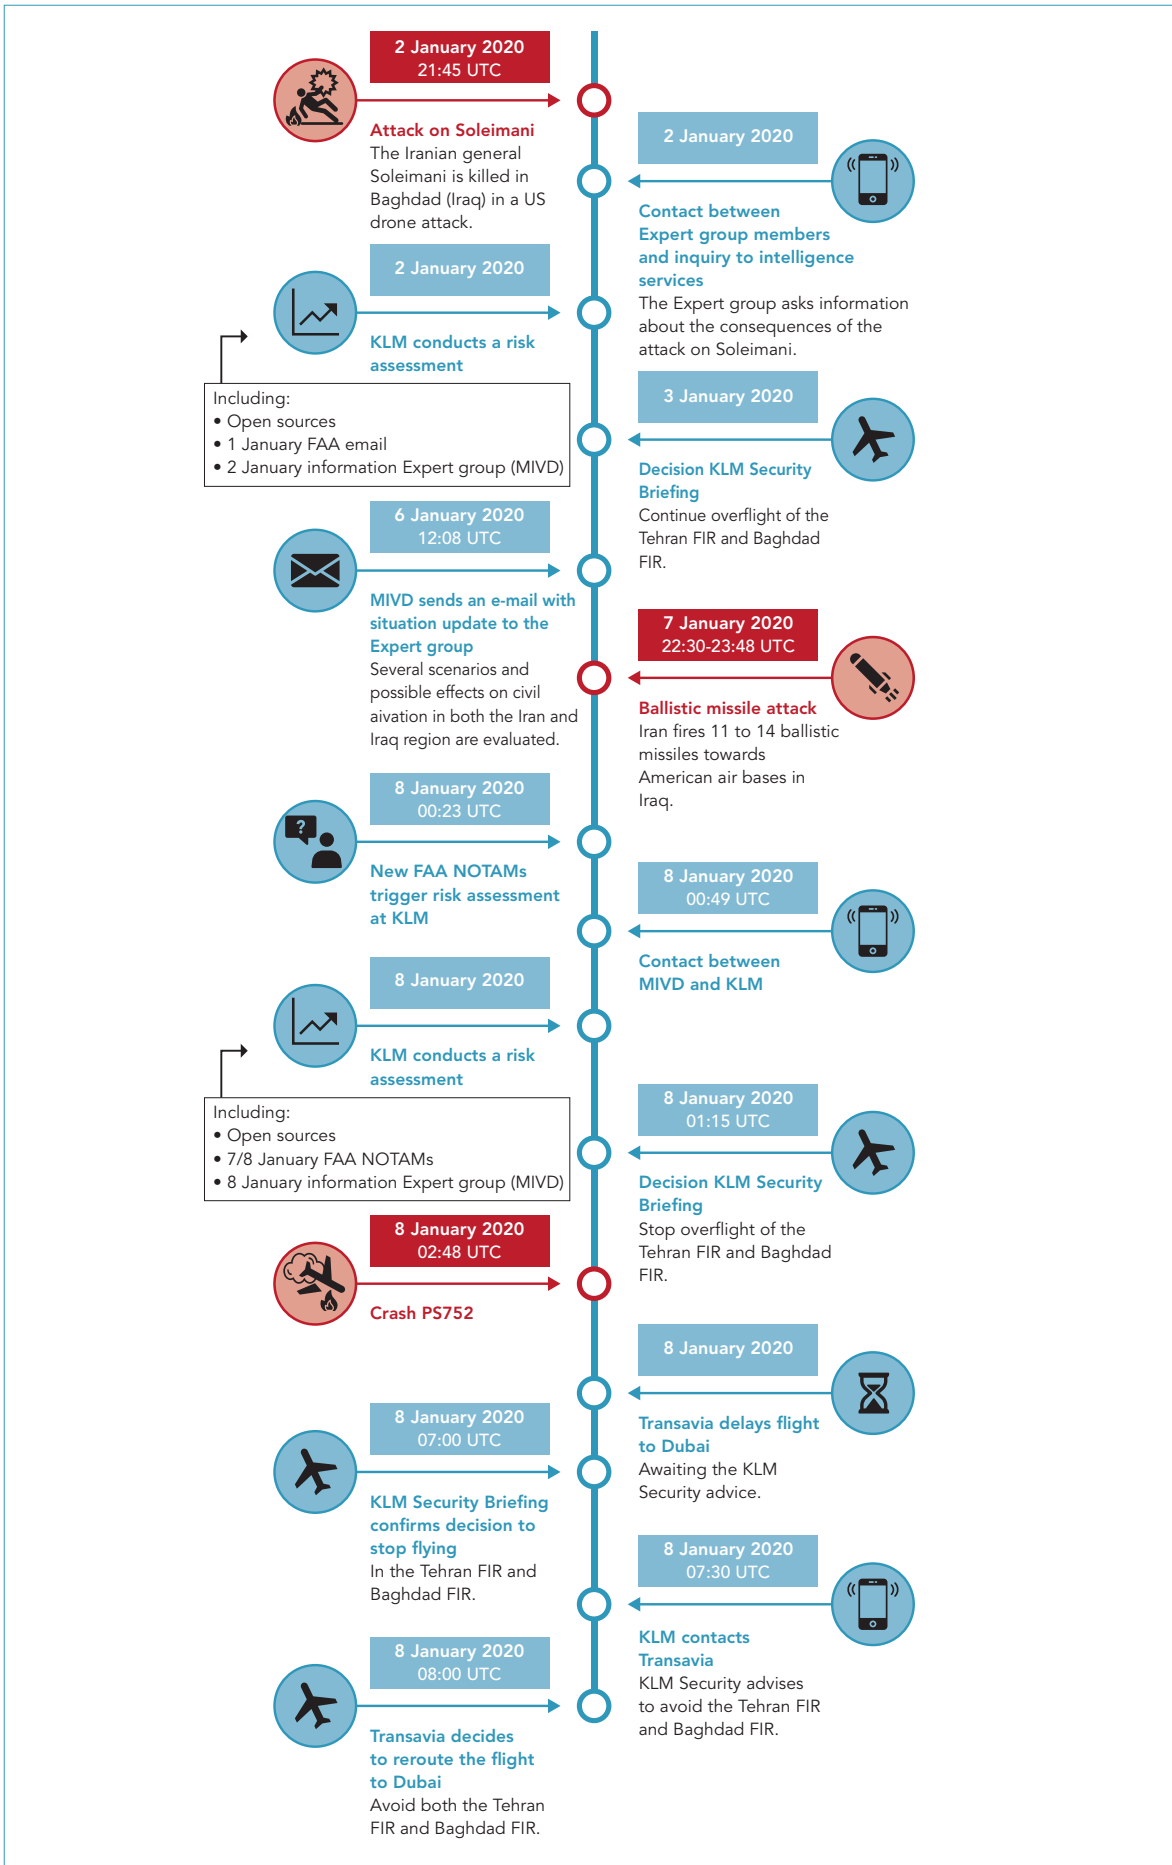 2 January 2020
21:45 UTC
Attack on Soleimani
The Iranian general
Soleimani is killed in
Baghdad (Iraq) in a US
drone attack.
2 January 2020
Contact between
Expert group members
and inquiry to intelligence
services
The Expert group asks information
about the consequences of the
attack on Soleimani.
2 January 2020
KLM conducts a risk
assessment
Including:
• Open sources
• 1 January FAA email
• 2 January information Expert group (MIVD)
3 January 2020
Decision KLM Security
Briefing
Continue overflight of the
Tehran FIR and Baghdad
FIR.
6 January 2020
12:08 UTC
MIVD sends an e-mail with
situation update to the
Expert group
Several scenarios and
possible effects on civil
aivation in both the Iran and
Iraq region are evaluated.
7 January 2020
22:30-23:48 UTC
Ballistic missile attack
Iran fires 11 to 14 ballistic
missiles towards
American air bases in
Iraq.
8 January 2020
00:23 UTC
?
New FAA NOTAMs
trigger risk assessment
at KLM
8 January 2020
00:49 UTC
Contact between
MIVD and KLM
8 January 2020
KLM conducts a risk
assessment
Including:
• Open sources
• 7/8 January FAA NOTAMs
• 8 January information Expert group (MIVD)
8 January 2020
01:15 UTC
Decision KLM Security
Briefing
Stop overflight of the
Tehran FIR and Baghdad
FIR.
8 January 2020
02:48 UTC
Crash PS752
8 January 2020
Transavia delays flight
to Dubai
Awaiting the KLM
Security advice.
8 January 2020
07:00 UTC
KLM Security Briefing
confirms decision to
stop flying
In the Tehran FIR and
Baghdad FIR.
8 January 2020
07:30 UTC
KLM contacts
Transavia
KLM Security advises
to avoid the Tehran FIR
and Baghdad FIR.
8 January 2020
08:00 UTC
Transavia decides
to reroute the flight
to Dubai
Avoid both the Tehran
FIR and Baghdad FIR.